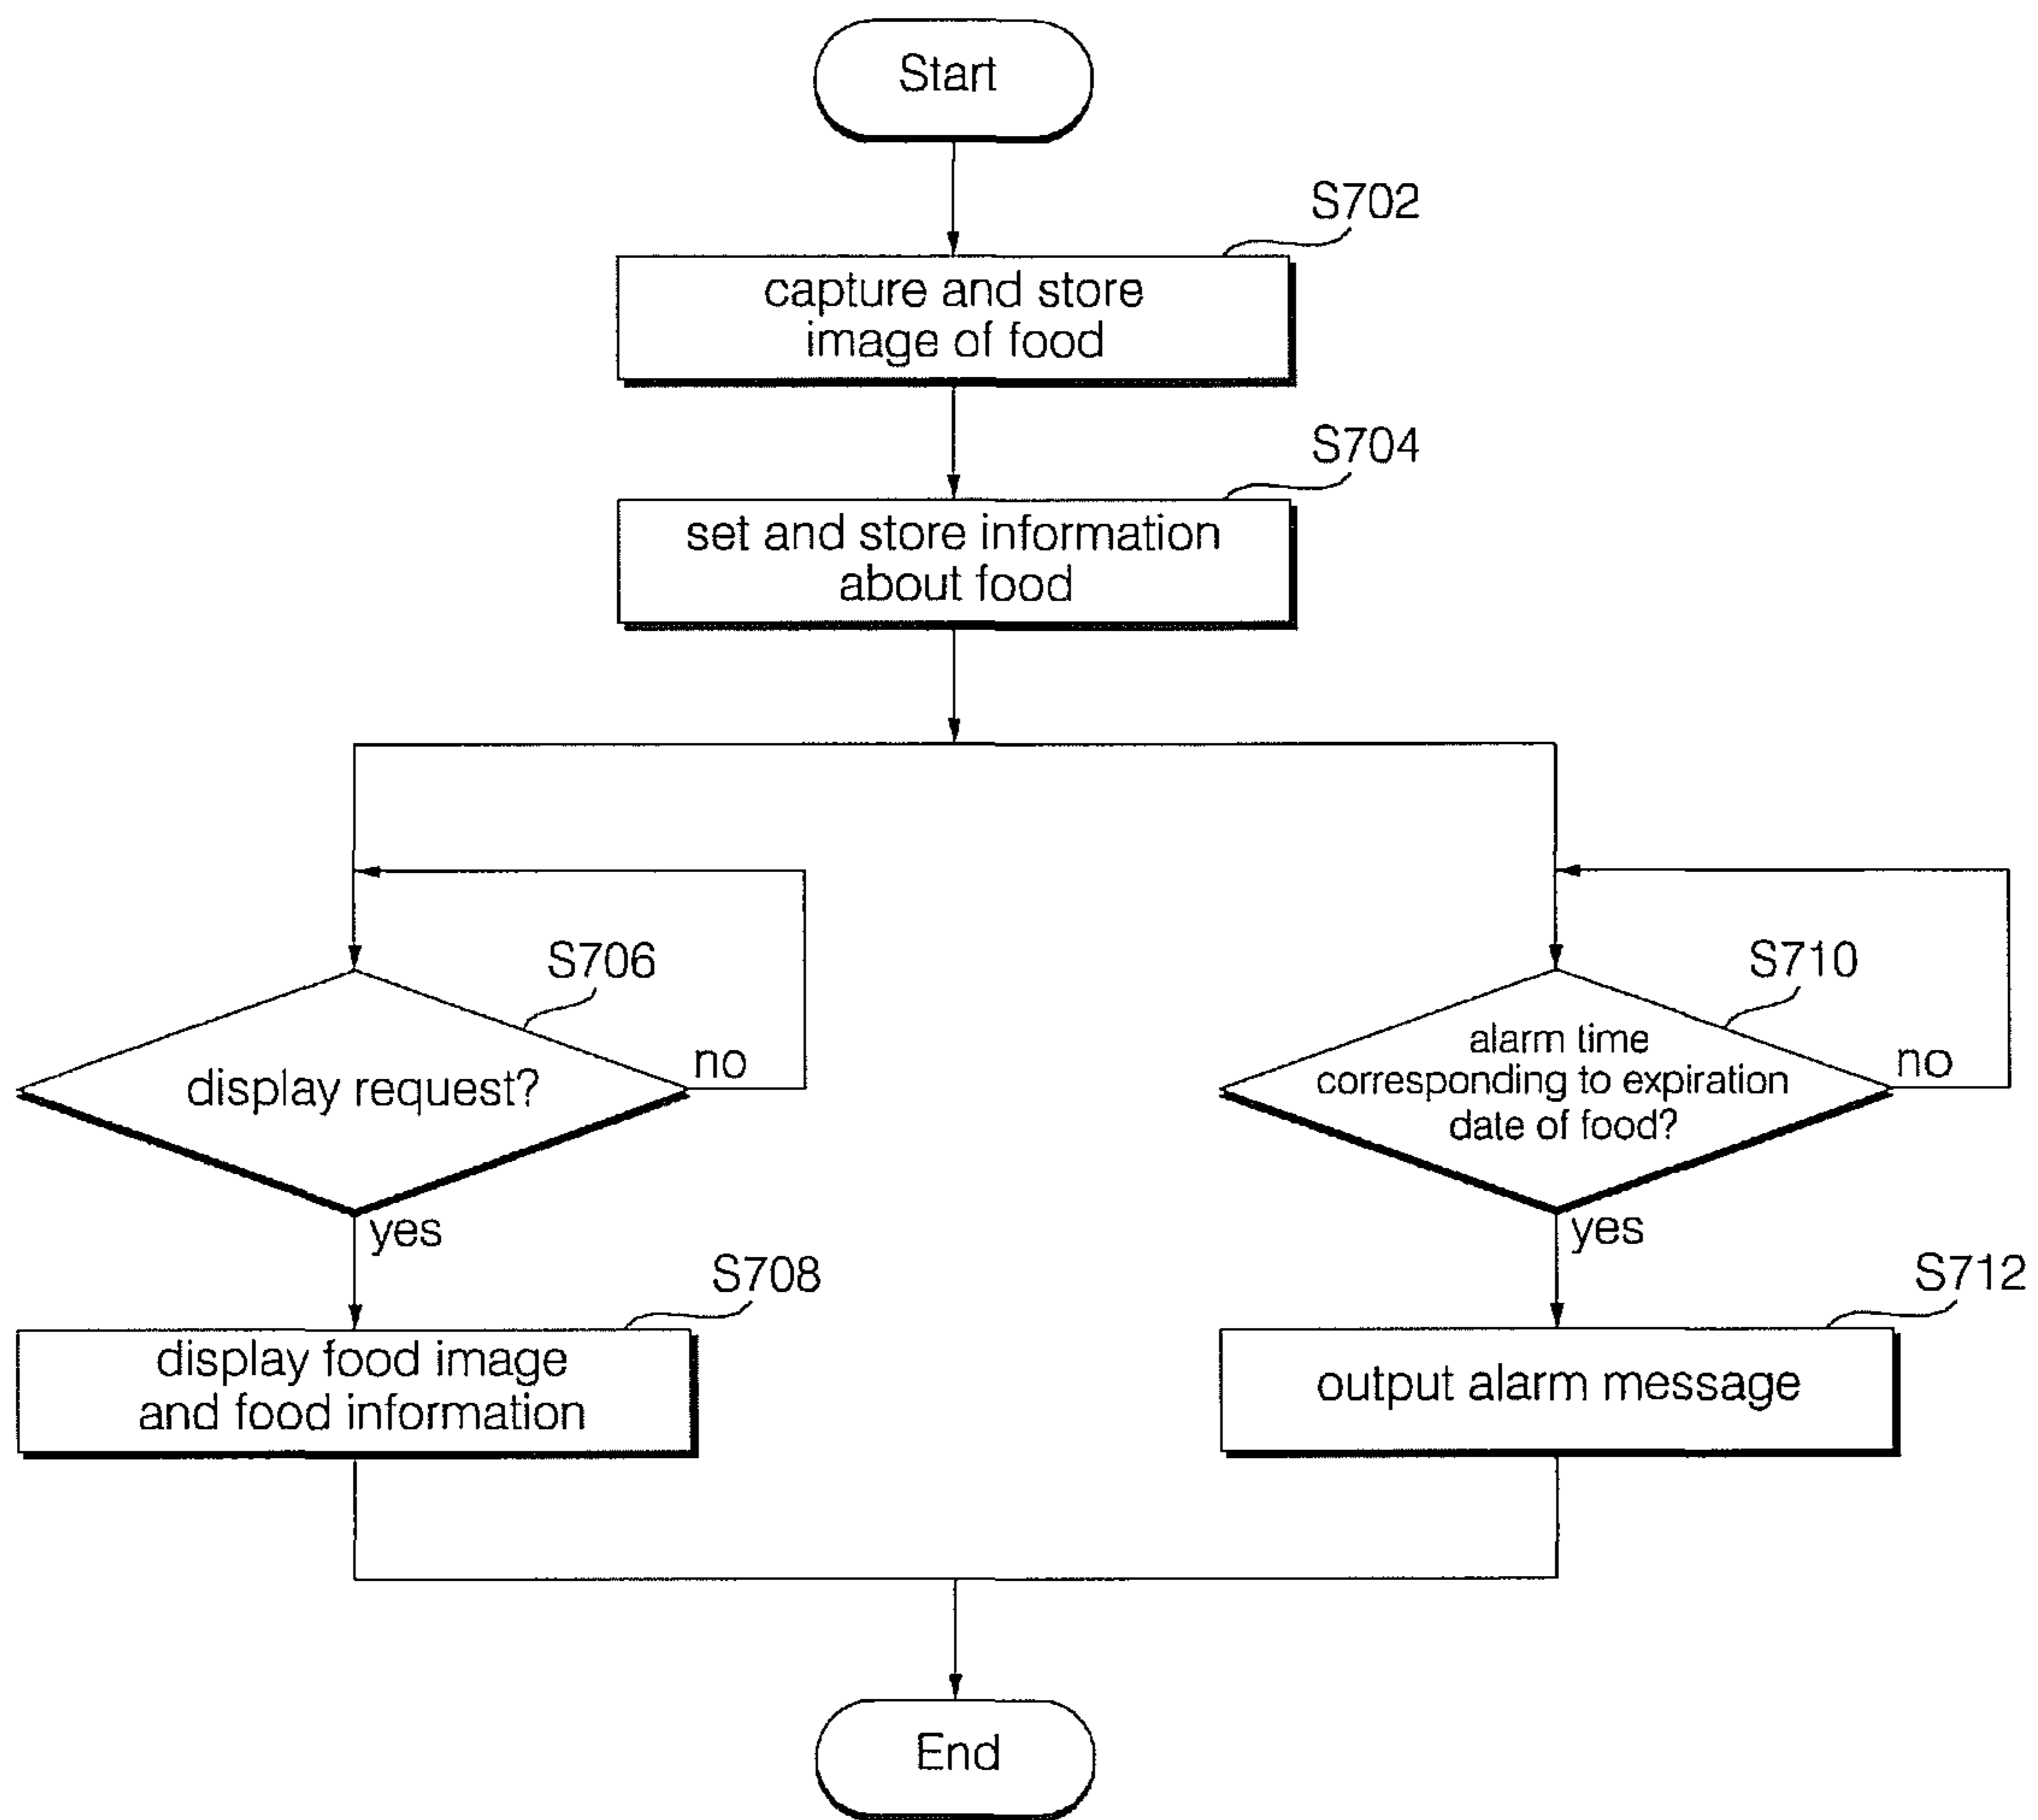 Start
S702
capture and store
image of food
S704
set and store information
about food
S706
display request?
no
yes
S708
display food image
and food information
S710
alarm time
corresponding to expiration
date of food?
no
yes
S712
output alarm message
End